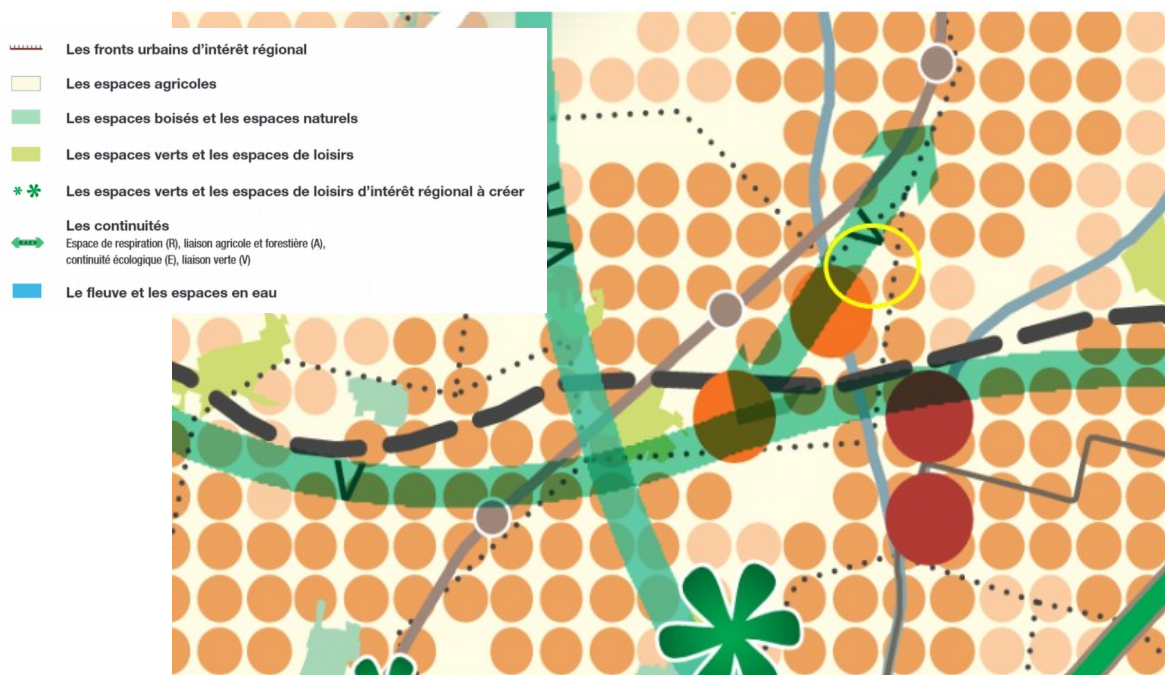 Les fronts urbains d'intérêt régional
Les espaces agricoles
Les espaces boisés et les espaces naturels
Les espaces verts et les espaces de loisirs
Les espaces verts et les espaces de loisirs d'intérêt régional à créer
Les continuités
R A E V
Espace de respiration (R), liaison agricole et forestière (A),
continuité écologique (E), liaison verte (V)
Le fleuve et les espaces en eau
V
V